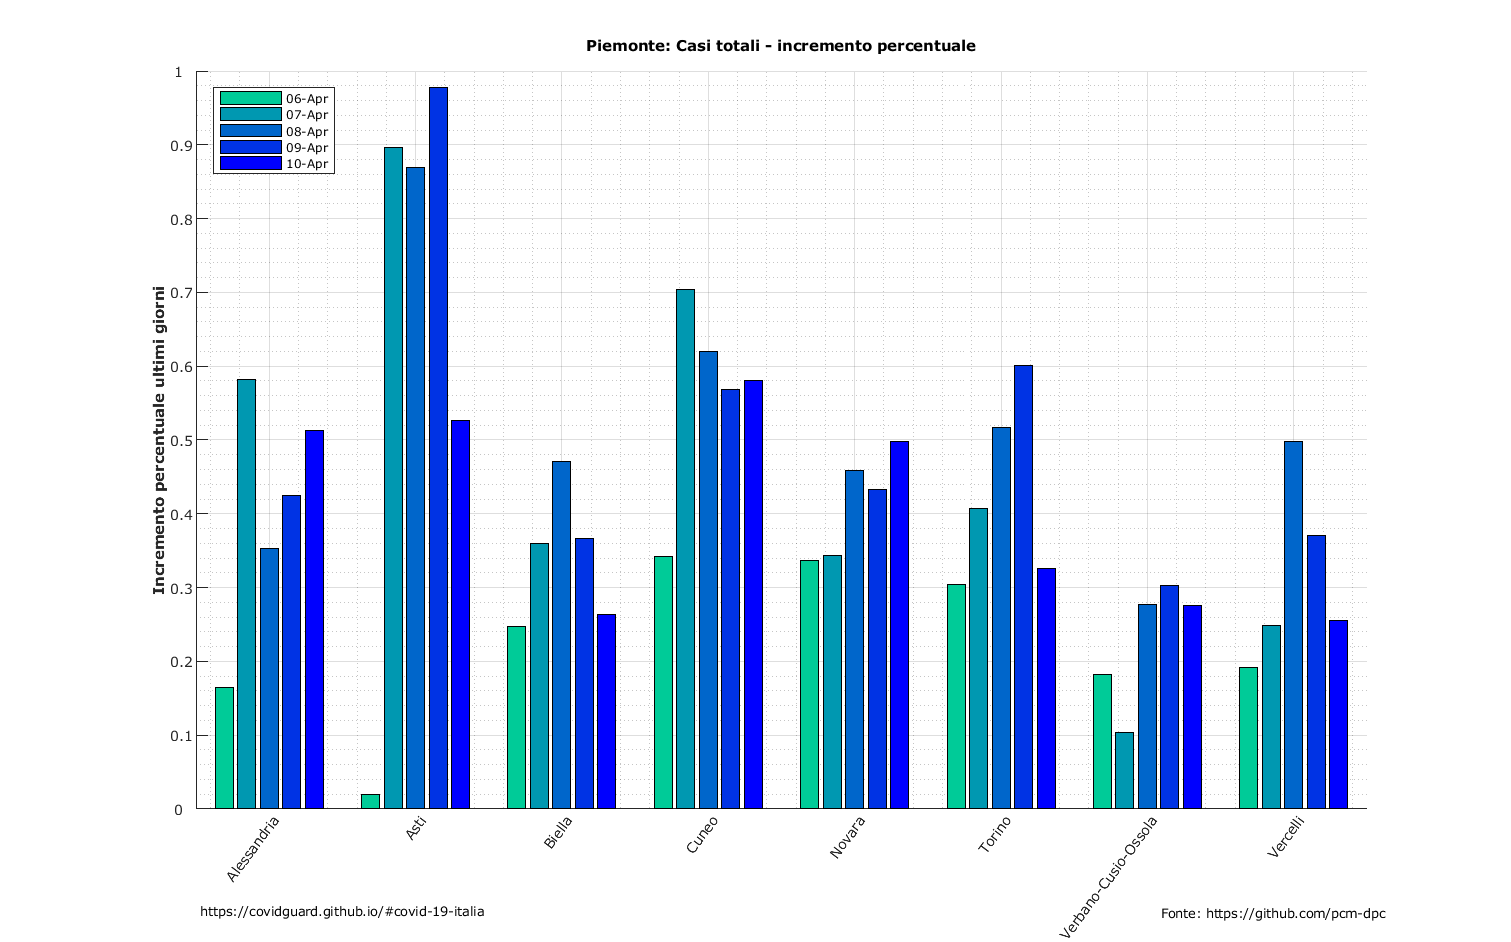 Piemonte: Casi totali - incremento percentuale
1
0.9
0.8
0.7
0.6
0.5
0.4
0.3
0.2
0.1
0
Incremento percentuale ultimi giorni
06-Apr
07-Apr
08-Apr
09-Apr
10-Apr
Alessandria
Asti
Biella
Cuneo
Novara
Torino
Verbano-Cusio-Ossola
Vercelli
https://covidguard.github.io/#covid-19-italia
Fonte: https://github.com/pcm-dpc